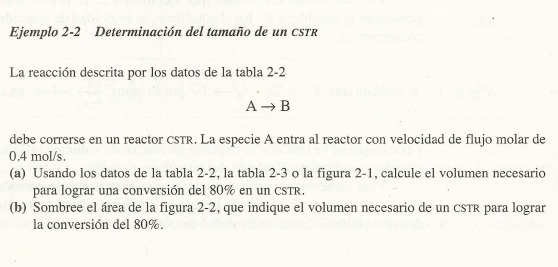 Ejemplo 2-2 Determinación del tamaño de un CSTR
La reacción descrita por los datos de la tabla 2-2
A → B
debe correrse en un reactor CSTR. La especie A entra al reactor con velocidad de flujo molar de
0.4 mol/s.
(a) Usando los datos de la tabla 2-2, la tabla 2-3 o la figura 2-1, calcule el volumen necesario
para lograr una conversión del 80% en un CSTR.
(b) Sombree el área de la figura 2-2, que indique el volumen necesario de un CSTR para lograr
la conversión del 80%.